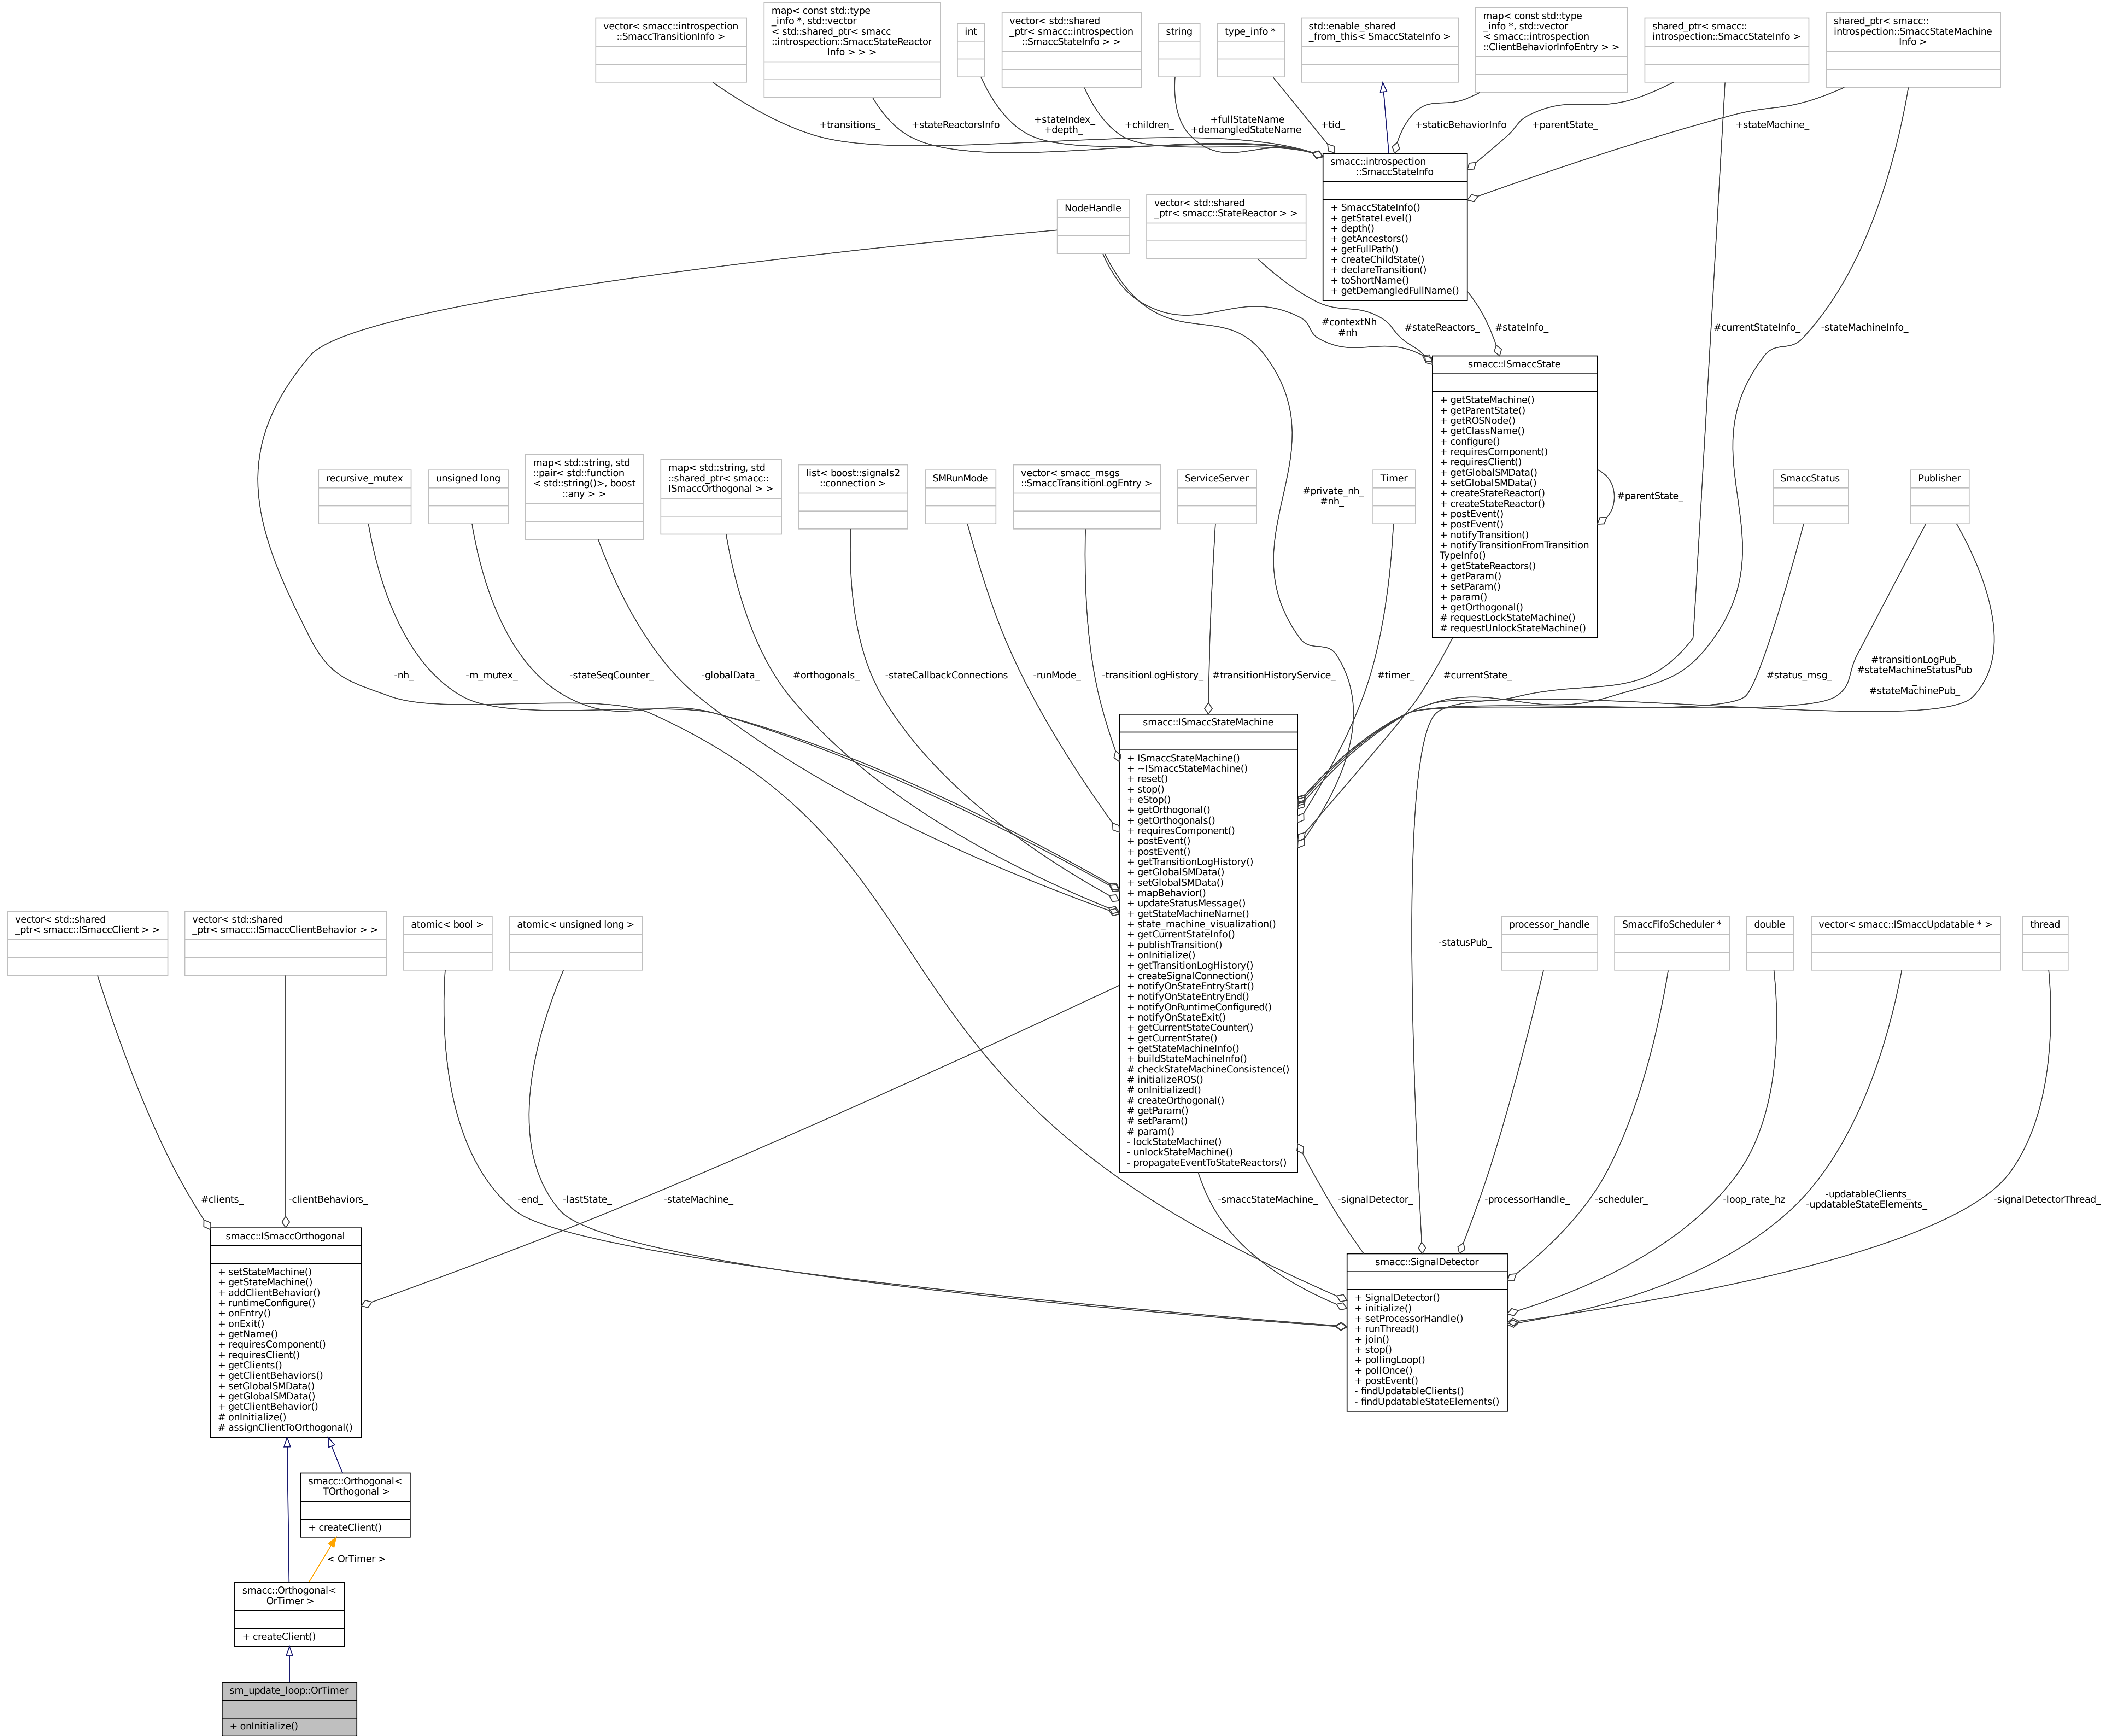 vector< smacc::introspection
::SmaccTransitionInfo >
map< const std::type
_info *, std::vector
< std::shared_ptr< smacc
::introspection::SmaccStateReactor
Info > > >
int
vector< std::shared
_ptr< smacc::introspection
::SmaccStateInfo > >
string
type_info *
std::enable_shared
_from_this< SmaccStateInfo >
map< const std::type
_info *, std::vector
< smacc::introspection
::ClientBehaviorInfoEntry > >
shared_ptr< smacc::
introspection::SmaccStateInfo >
shared_ptr< smacc::
introspection::SmaccStateMachine
Info >
+transitions_
+stateReactorsInfo
+stateIndex_
+depth_
+children_
+fullStateName
+demangledStateName
+tid_
+staticBehaviorInfo
+parentState_
+stateMachine_
smacc::introspection
::SmaccStateInfo
+ SmaccStateInfo()
+ getStateLevel()
+ depth()
+ getAncestors()
+ getFullPath()
+ createChildState()
+ declareTransition()
+ toShortName()
+ getDemangledFullName()
NodeHandle
vector< std::shared
_ptr< smacc::StateReactor > >
#contextNh
#nh
#stateReactors_
#stateInfo_
#currentStateInfo_
-stateMachineInfo_
smacc::ISmaccState
+ getStateMachine()
+ getParentState()
+ getROSNode()
+ getClassName()
+ configure()
+ requiresComponent()
+ requiresClient()
+ getGlobalSMData()
+ setGlobalSMData()
+ createStateReactor()
+ createStateReactor()
+ postEvent()
+ postEvent()
+ notifyTransition()
+ notifyTransitionFromTransition
TypeInfo()
+ getStateReactors()
+ getParam()
+ setParam()
+ param()
+ getOrthogonal()
# requestLockStateMachine()
# requestUnlockStateMachine()
#parentState_
recursive_mutex
unsigned long
map< std::string, std
::pair< std::function
< std::string()>, boost
::any > >
map< std::string, std
::shared_ptr< smacc::
ISmaccOrthogonal > >
list< boost::signals2
::connection >
SMRunMode
vector< smacc_msgs
::SmaccTransitionLogEntry >
ServiceServer
#private_nh_
#nh_
Timer
SmaccStatus
Publisher
-nh_
-m_mutex_
-stateSeqCounter_
-globalData_
#orthogonals_
-stateCallbackConnections
-runMode_
-transitionLogHistory_
#transitionHistoryService_
#timer_
#currentState_
#status_msg_
#transitionLogPub_
#stateMachineStatusPub
_
#stateMachinePub_
smacc::ISmaccStateMachine
+ ISmaccStateMachine()
+ ~ISmaccStateMachine()
+ reset()
+ stop()
+ eStop()
+ getOrthogonal()
+ getOrthogonals()
+ requiresComponent()
+ postEvent()
+ postEvent()
+ getTransitionLogHistory()
+ getGlobalSMData()
+ setGlobalSMData()
+ mapBehavior()
+ updateStatusMessage()
+ getStateMachineName()
+ state_machine_visualization()
+ getCurrentStateInfo()
+ publishTransition()
+ onInitialize()
+ getTransitionLogHistory()
+ createSignalConnection()
+ notifyOnStateEntryStart()
+ notifyOnStateEntryEnd()
+ notifyOnRuntimeConfigured()
+ notifyOnStateExit()
+ getCurrentStateCounter()
+ getCurrentState()
+ getStateMachineInfo()
+ buildStateMachineInfo()
# checkStateMachineConsistence()
# initializeROS()
# onInitialized()
# createOrthogonal()
# getParam()
# setParam()
# param()
- lockStateMachine()
- unlockStateMachine()
- propagateEventToStateReactors()
vector< std::shared
_ptr< smacc::ISmaccClient > >
vector< std::shared
_ptr< smacc::ISmaccClientBehavior > >
atomic< bool >
atomic< unsigned long >
-statusPub_
processor_handle
SmaccFifoScheduler *
double
vector< smacc::ISmaccUpdatable * >
thread
#clients_
-clientBehaviors_
-end_
-lastState_
-stateMachine_
-smaccStateMachine_
-signalDetector_
-processorHandle_
-scheduler_
-loop_rate_hz
-updatableClients_
-updatableStateElements_
-signalDetectorThread_
smacc::ISmaccOrthogonal
+ setStateMachine()
+ getStateMachine()
+ addClientBehavior()
+ runtimeConfigure()
+ onEntry()
+ onExit()
+ getName()
+ requiresComponent()
+ requiresClient()
+ getClients()
+ getClientBehaviors()
+ setGlobalSMData()
+ getGlobalSMData()
+ getClientBehavior()
# onInitialize()
# assignClientToOrthogonal()
smacc::SignalDetector
+ SignalDetector()
+ initialize()
+ setProcessorHandle()
+ runThread()
+ join()
+ stop()
+ pollingLoop()
+ pollOnce()
+ postEvent()
- findUpdatableClients()
- findUpdatableStateElements()
smacc::Orthogonal<
TOrthogonal >
+ createClient()
< OrTimer >
smacc::Orthogonal<
OrTimer >
+ createClient()
sm_update_loop::OrTimer
+ onInitialize()